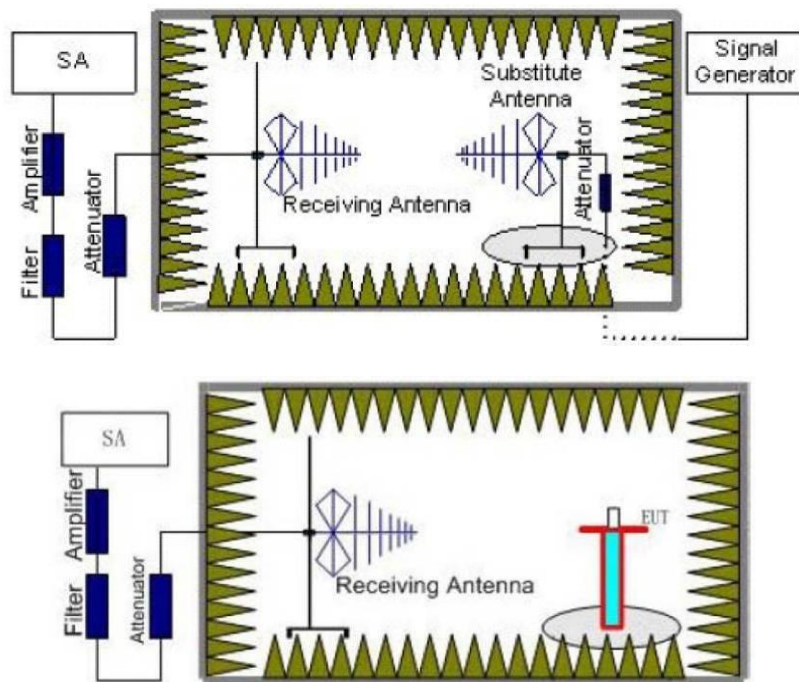 SA
Signal
Generator
Substitute
Antenna
Amplifier
Attenuator
Attenuator
Receiving Antenna
Filter
SA
EUT
Amplifier
Receiving Antenna
Filter
Attenuator